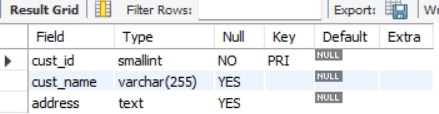 Result Grid Filter Rows: Export:
Field Type Null Key Default Extra
cust_id smallint NO PRI NULL
cust_name varchar(255) YES NULL
address text YES NULL